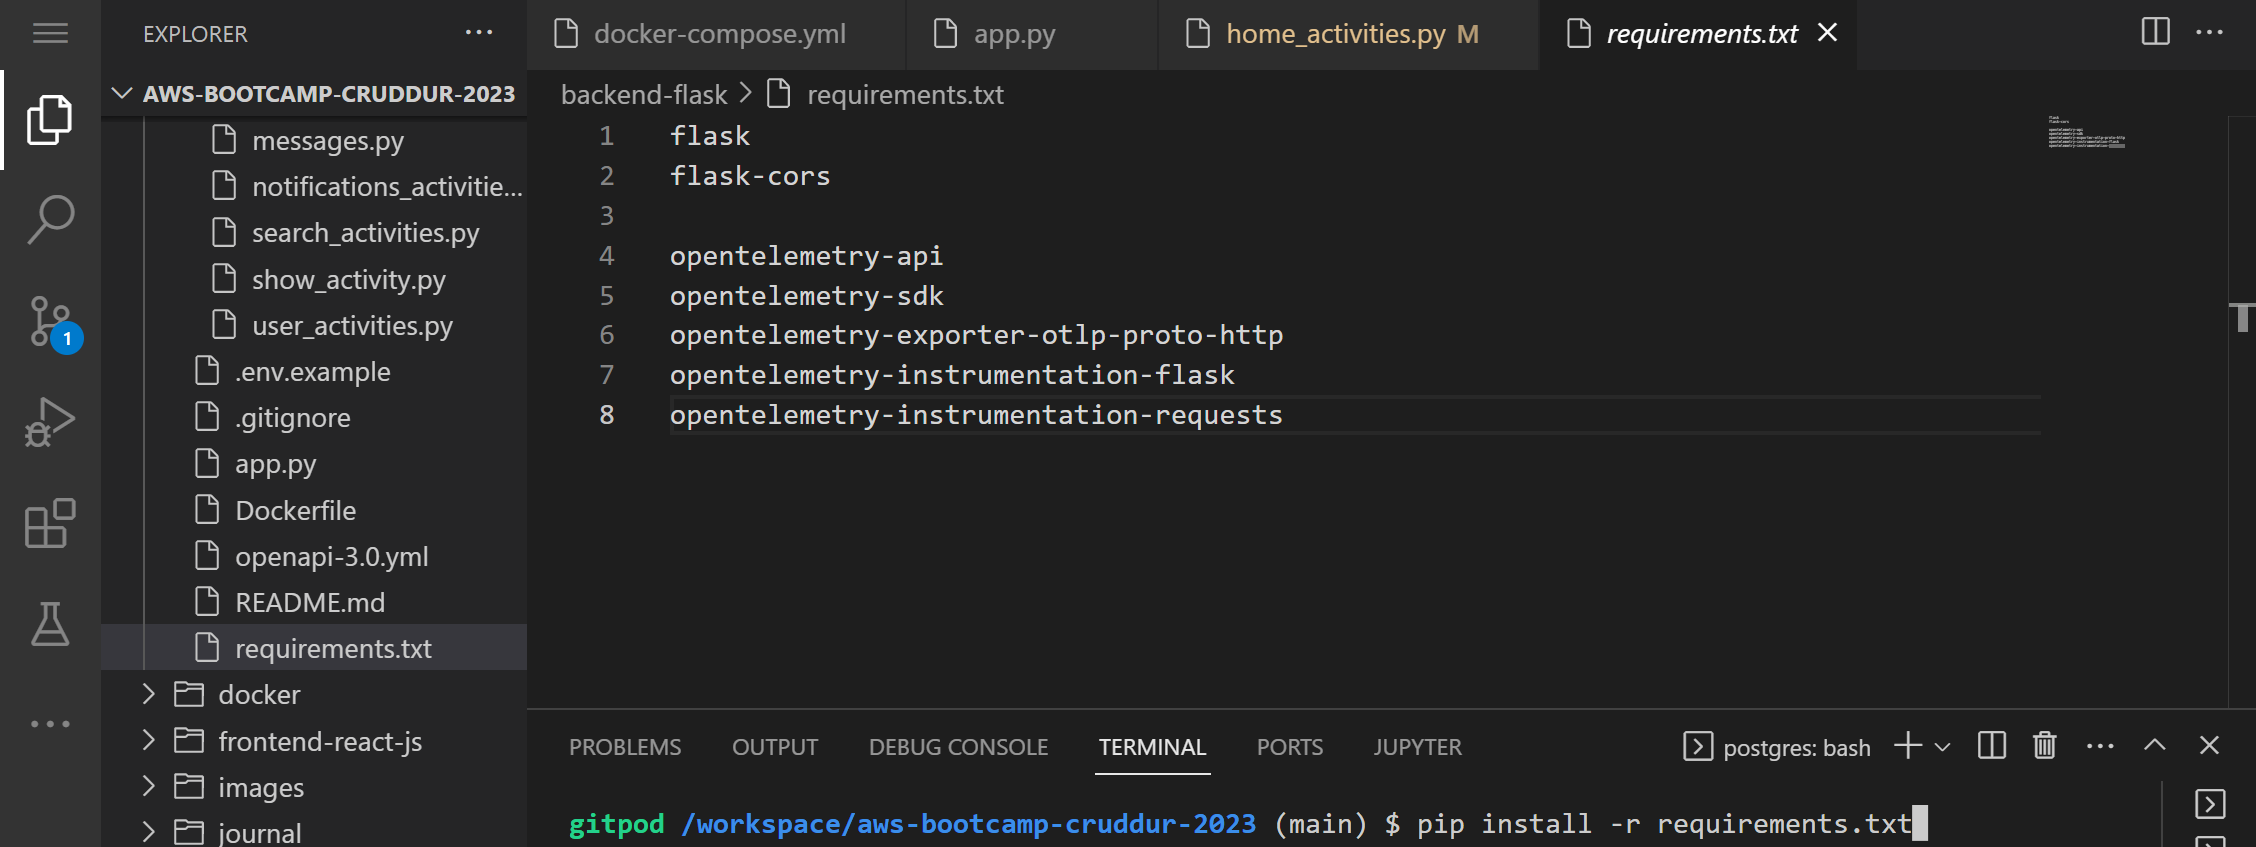 EXPLORER
AWS-BOOTCAMP-CRUDDUR-2023
messages.py
notifications_activitie...
search_activities.py
show_activity.py
user_activities.py
.env.example
.gitignore
app.py
Dockerfile
openapi-3.0.yml
README.md
requirements.txt
docker
frontend-react-js
images
journal
1
docker-compose.yml
app.py
home_activities.py M
requirements.txt
backend-flask > requirements.txt
1 flask
2 flask-cors
3
4 opentelemetry-api
5 opentelemetry-sdk
6 opentelemetry-exporter-otlp-proto-http
7 opentelemetry-instrumentation-flask
8 opentelemetry-instrumentation-requests
PROBLEMS OUTPUT DEBUG CONSOLE TERMINAL PORTS JUPYTER
postgres: bash
gitpod /workspace/aws-bootcamp-cruddur-2023 (main) $ pip install -r requirements.txt